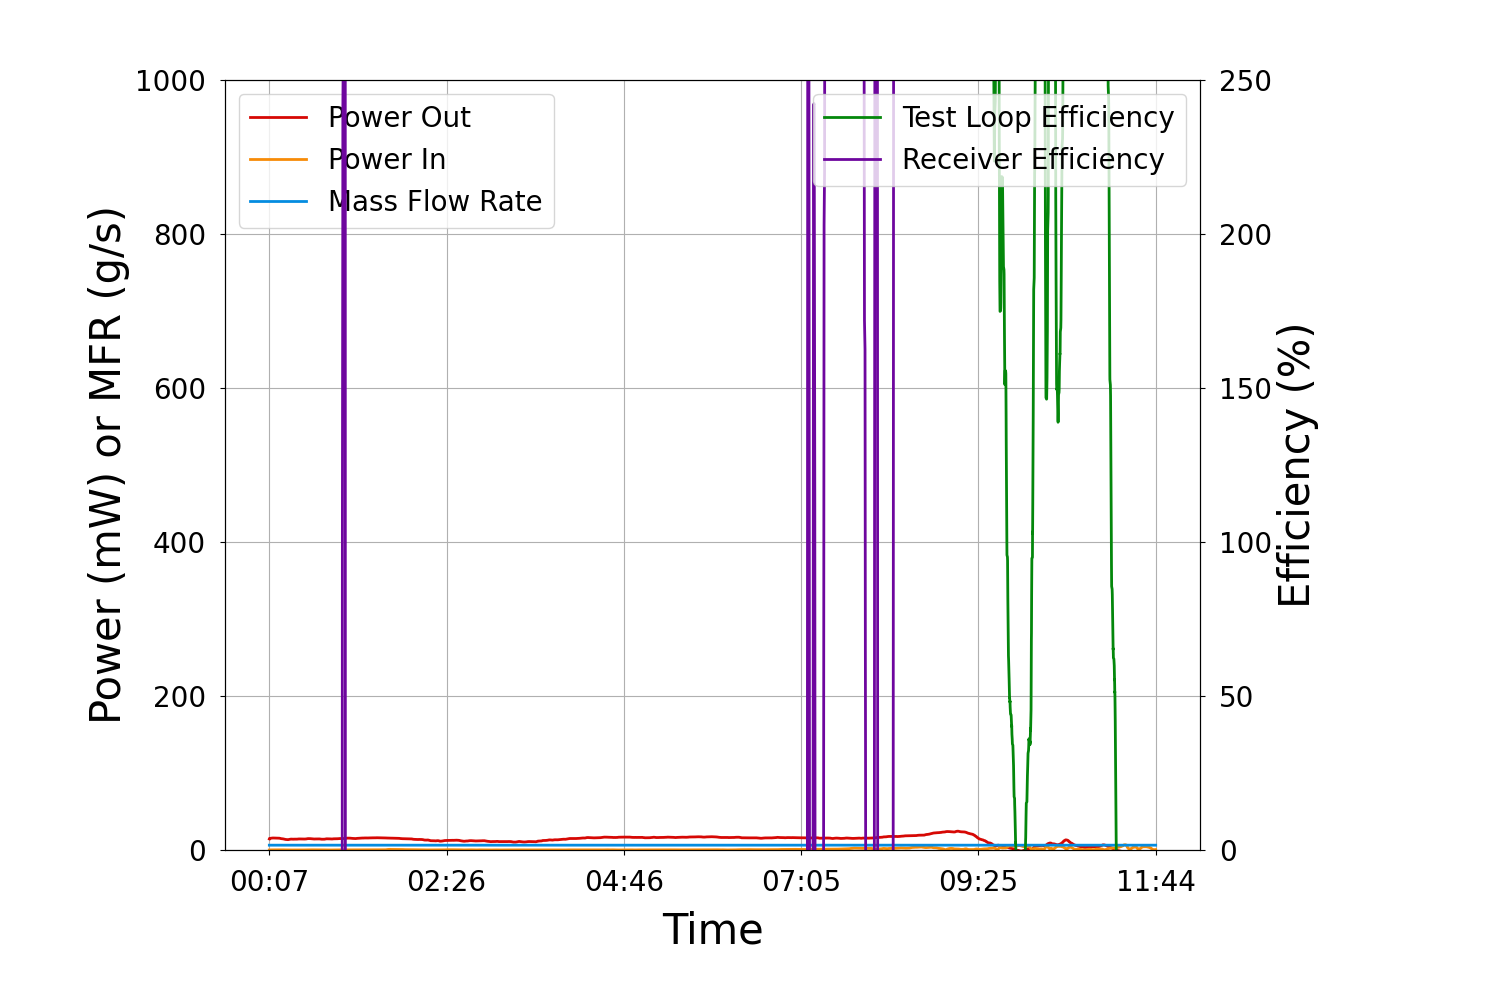 1000
800
600
400
200
0
Power (mW) or MFR (g/s)
Power Out
Power In
Mass Flow Rate
Test Loop Efficiency
Receiver Efficiency
250
200
150
100
50
0
Efficiency (%)
00:07 02:26 04:46 07:05 09:25 11:44
Time